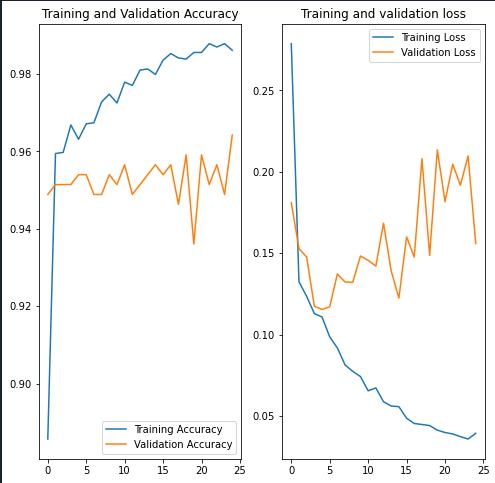 Training and Validation Accuracy
0.98
0.96
0.94
0.92
0.90
0 5 10 15 20 25
Training Accuracy
Validation Accuracy
Training and validation loss
0.25
0.20
0.15
0.10
0.05
0 5 10 15 20 25
Training Loss
Validation Loss